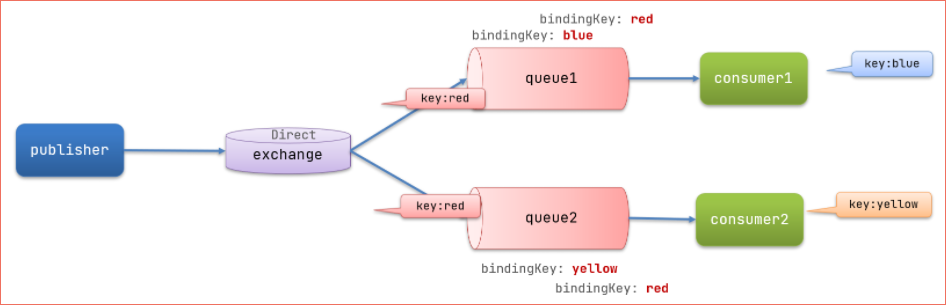 bindingKey: red
bindingKey: blue
queue1
consumer1
key:blue
key:red
Direct
exchange
publisher
key:red
queue2
consumer2
key:yellow
bindingKey: yellow
bindingKey: red